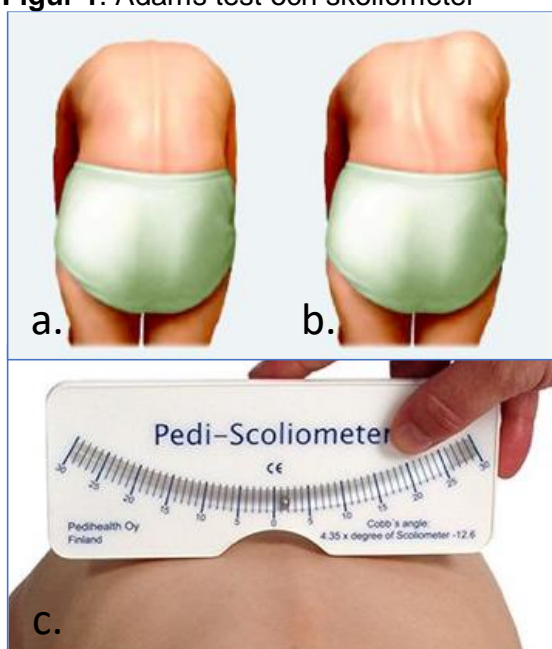 Figur 1. Adams test och skoliometer
a.
b.
Pedi-Scoliometer
CE
30 25 20 15 10 5 0 5 10 15 20 25 30
Pedihealth Oy
Finland
Cobb´s angle:
4.35 x degree of Scoliometer -12.6
c.